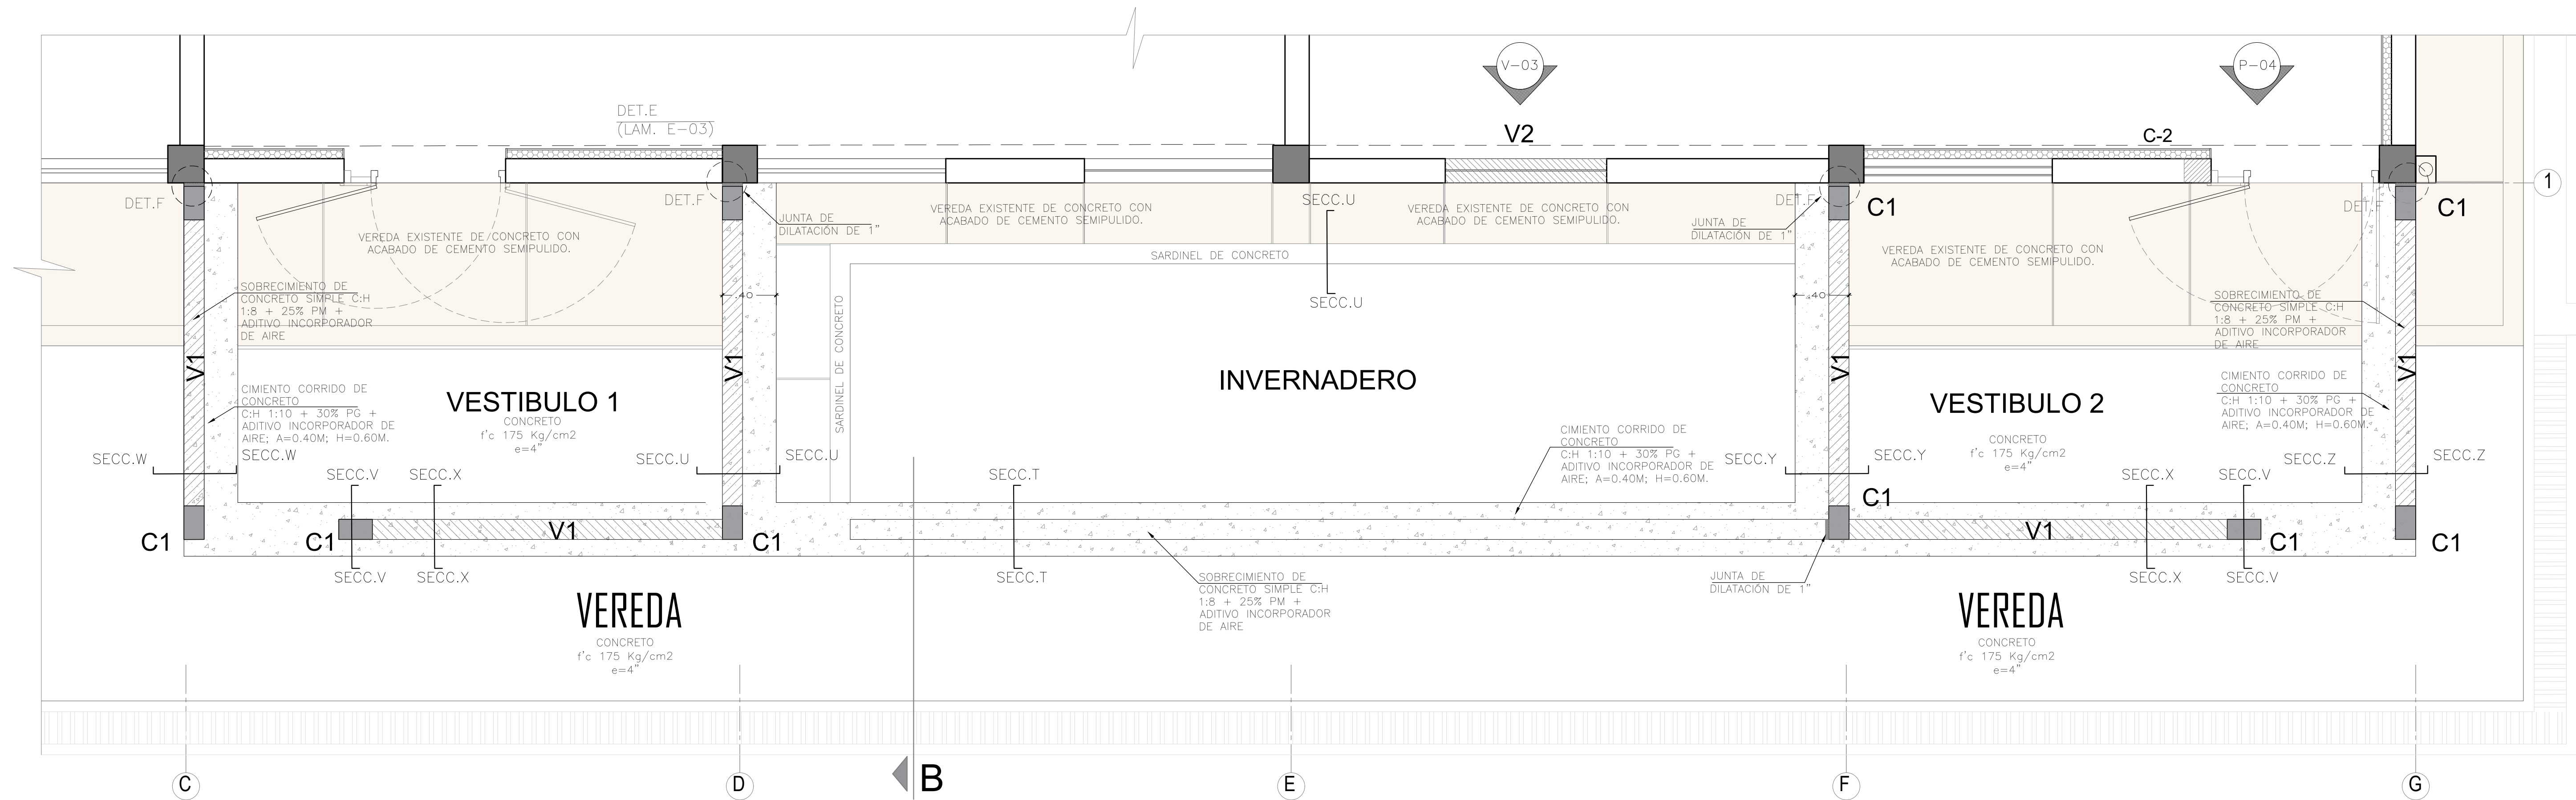 V-03
P-04
DET.E
(LAM. E-03)
V2
C-2
1
DET.F
DET.F
SECC.U
DET.F
C1
DET.F
C1
JUNTA DE
DILATACIÓN DE 1"
VEREDA EXISTENTE DE CONCRETO CON
ACABADO DE CEMENTO SEMIPULIDO.
VEREDA EXISTENTE DE CONCRETO CON
ACABADO DE CEMENTO SEMIPULIDO.
JUNTA DE
DILATACIÓN DE 1"
VEREDA EXISTENTE DE CONCRETO CON
ACABADO DE CEMENTO SEMIPULIDO.
VEREDA EXISTENTE DE CONCRETO CON
ACABADO DE CEMENTO SEMIPULIDO.
SARDINEL DE CONCRETO
SOBRECIMIENTO DE
CONCRETO SIMPLE C:H
1:8 + 25% PM +
ADITIVO INCORPORADOR
DE AIRE
.40
SARDINEL DE CONCRETO
SECC.U
.40
SOBRECIMIENTO DE
CONCRETO SIMPLE C:H
1:8 + 25% PM +
ADITIVO INCORPORADOR
DE AIRE
V1
V1
V1
V1
CIMIENTO CORRIDO DE
CONCRETO
C:H 1:10 + 30% PG +
ADITIVO INCORPORADOR DE
AIRE; A=0.40M; H=0.60M.
VESTIBULO 1
CONCRETO
f'c 175 Kg/cm2
e=4"
INVERNADERO
VESTIBULO 2
CONCRETO
f'c 175 Kg/cm2
e=4"
CIMIENTO CORRIDO DE
CONCRETO
C:H 1:10 + 30% PG +
ADITIVO INCORPORADOR DE
AIRE; A=0.40M; H=0.60M.
CIMIENTO CORRIDO DE
CONCRETO
C:H 1:10 + 30% PG +
ADITIVO INCORPORADOR DE
AIRE; A=0.40M; H=0.60M.
SECC.W
SECC.W
SECC.U
SECC.U
SECC.Y
SECC.Y
SECC.Z
SECC.Z
SECC.V
SECC.X
SECC.T
SECC.X
SECC.V
C1
C1
C1
V1
C1
V1
C1
C1
SECC.V
SECC.X
SECC.T
SOBRECIMIENTO DE
CONCRETO SIMPLE C:H
1:8 + 25% PM +
ADITIVO INCORPORADOR
DE AIRE
JUNTA DE
DILATACIÓN DE 1"
SECC.X
SECC.V
VEREDA
CONCRETO
f'c 175 Kg/cm2
e=4"
VEREDA
CONCRETO
f'c 175 Kg/cm2
e=4"
C
D
B
E
F
G